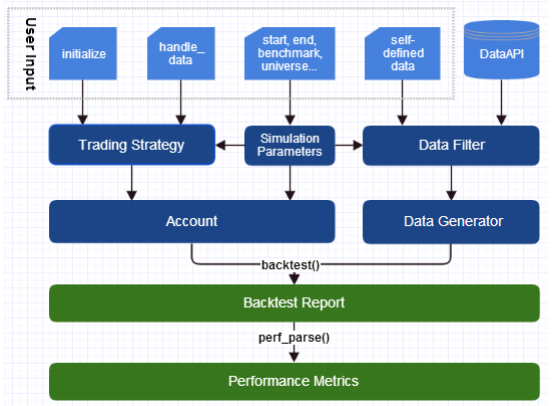 User Input
initialize
handle_
data
start, end,
benchmark,
universe...
self-
defined
data
DataAPI
Trading Strategy
Simulation
Parameters
Data Filter
Account
Data Generator
backtest()
Backtest Report
perf_parse()
Performance Metrics